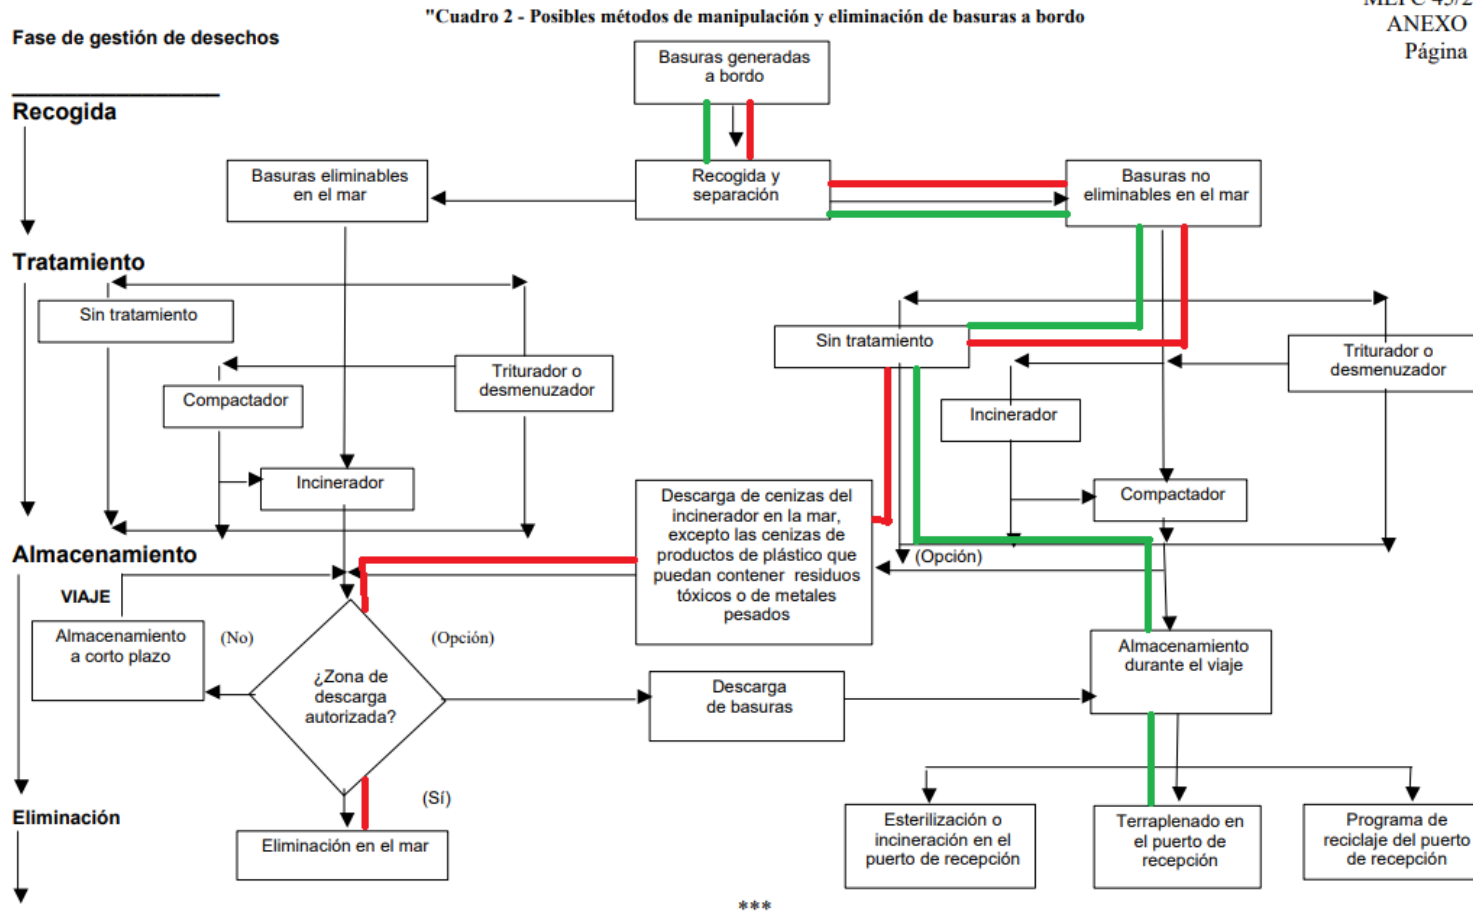 "Cuadro 2 - Posibles métodos de manipulación y eliminación de basuras a bordo
ANEXO
Página
Fase de gestión de desechos
Basuras generadas
a bordo
Recogida
Basuras eliminables
en el mar
Recogida y
separación
Basuras no
eliminables en el mar
Tratamiento
Sin tratamiento
Triturador o
desmenuzador
Compactador
Incinerador
Sin tratamiento
Triturador o
desmenuzador
Incinerador
Compactador
Descarga de cenizas del
incinerador en la mar,
excepto las cenizas de
productos de plástico que
puedan contener residuos
tóxicos o de metales
pesados
(Opción)
Almacenamiento
VIAJE
Almacenamiento
a corto plazo
(No)
(Opción)
¿Zona de
descarga
autorizada?
Descarga
de basuras
Almacenamiento
durante el viaje
(Sí)
Eliminación
Eliminación en el mar
Esterilización o
incineración en el
puerto de recepción
Terraplenado en
el puerto de
recepción
Programa de
reciclaje del puerto
de recepción
***